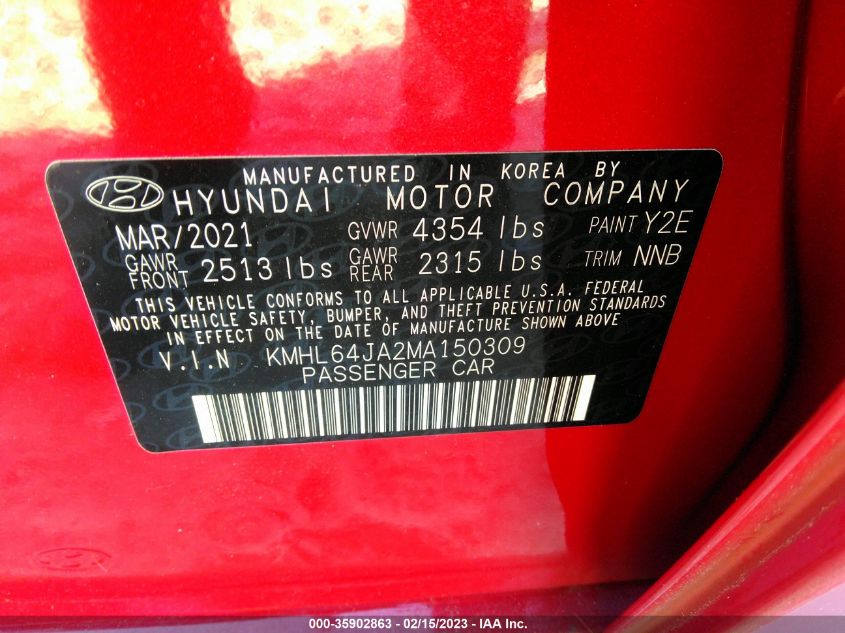 MANUFACTURED IN KOREA BY
HYUNDAI MOTOR COMPANY
MAR/2021 GVWR 4354 lbs PAINT Y2E
GAWR FRONT 2513 lbs GAWR REAR 2315 lbs TRIM NNB
THIS VEHICLE CONFORMS TO ALL APPLICABLE U.S.A. FEDERAL
MOTOR VEHICLE SAFETY, BUMPER, AND THEFT PREVENTION STANDARDS
IN EFFECT ON THE DATE OF MANUFACTURE SHOWN ABOVE
V.I.N KMHL64JA2MA150309
PASSENGER CAR
000-35902863 - 02/15/2023 - IAA Inc.